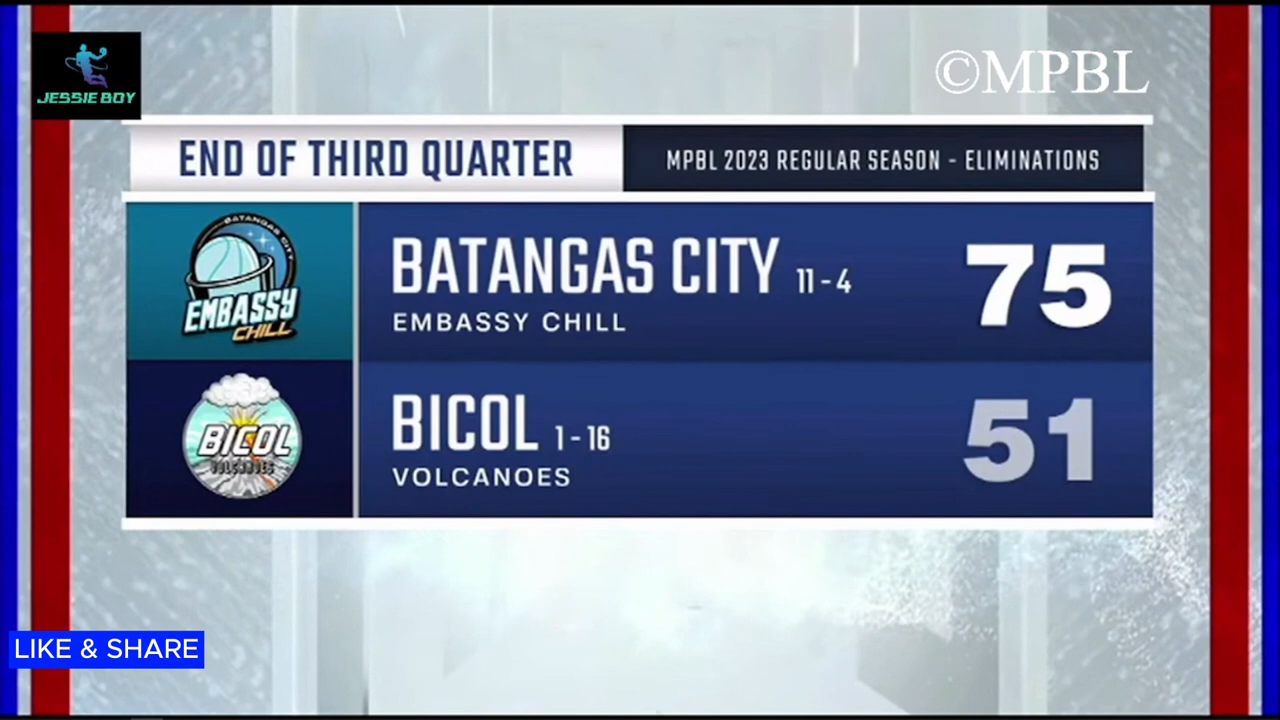 JESSIE BOY
©MPBL
END OF THIRD QUARTER
MPBL 2023 REGULAR SEASON - ELIMINATIONS
BATANGAS CITY
EMBASSY
CHILL
BATANGAS CITY 11 - 4
75
EMBASSY CHILL
BICOL
VOLCANOES
BICOL 1 - 16
51
VOLCANOES
LIKE & SHARE